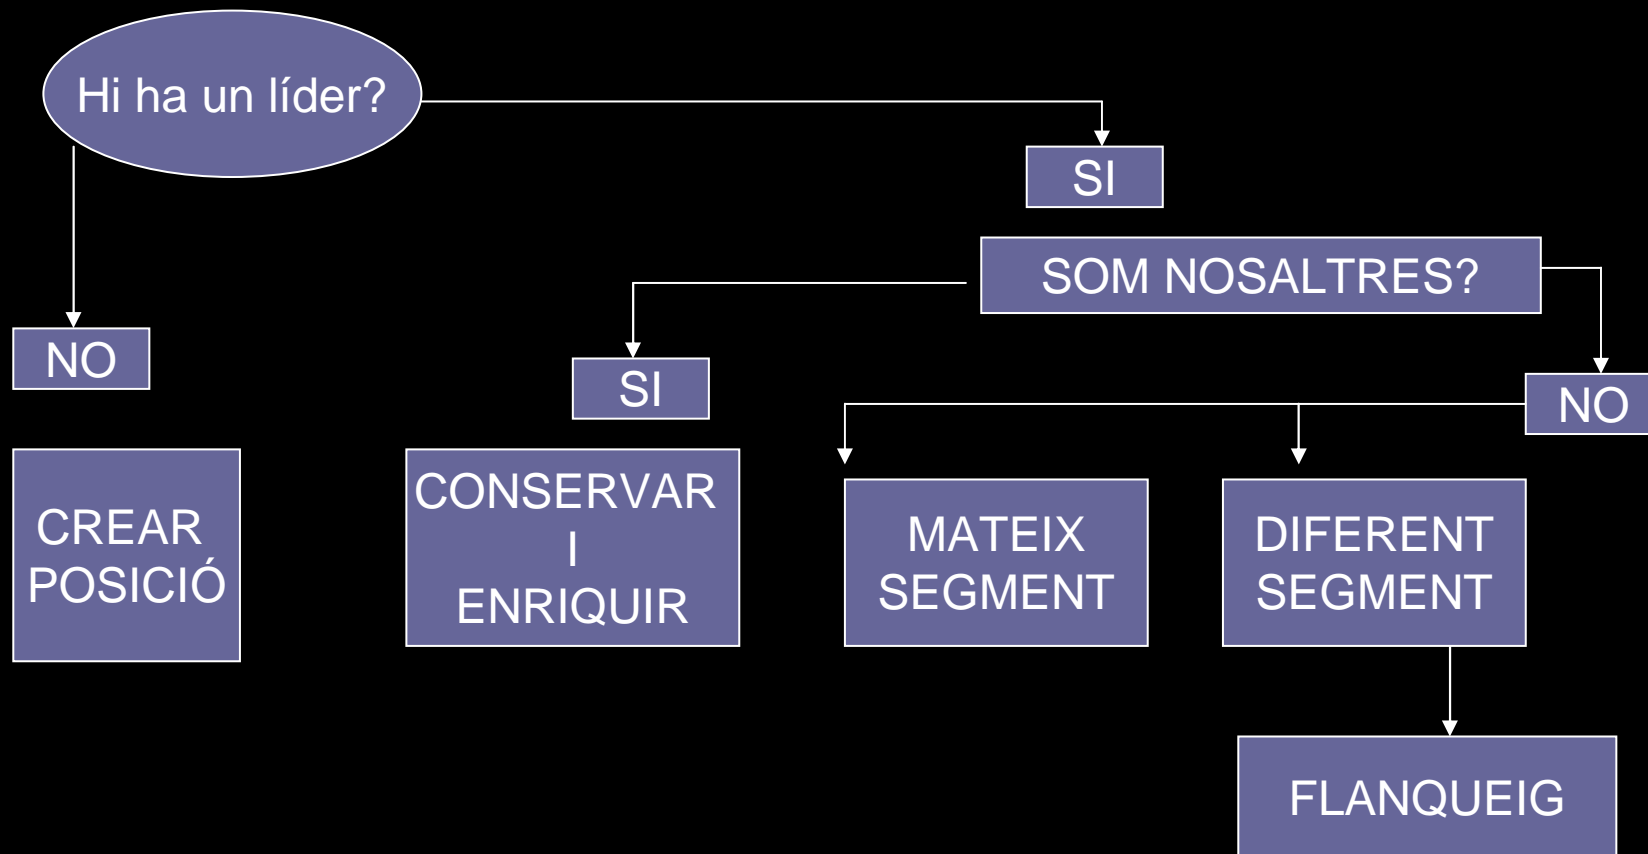 Hi ha un líder?
SI
SOM NOSALTRES?
NO
SI
NO
CREAR
POSICIÓ
CONSERVAR
I
ENRIQUIR
MATEIX
SEGMENT
DIFERENT
SEGMENT
FLANQUEIG